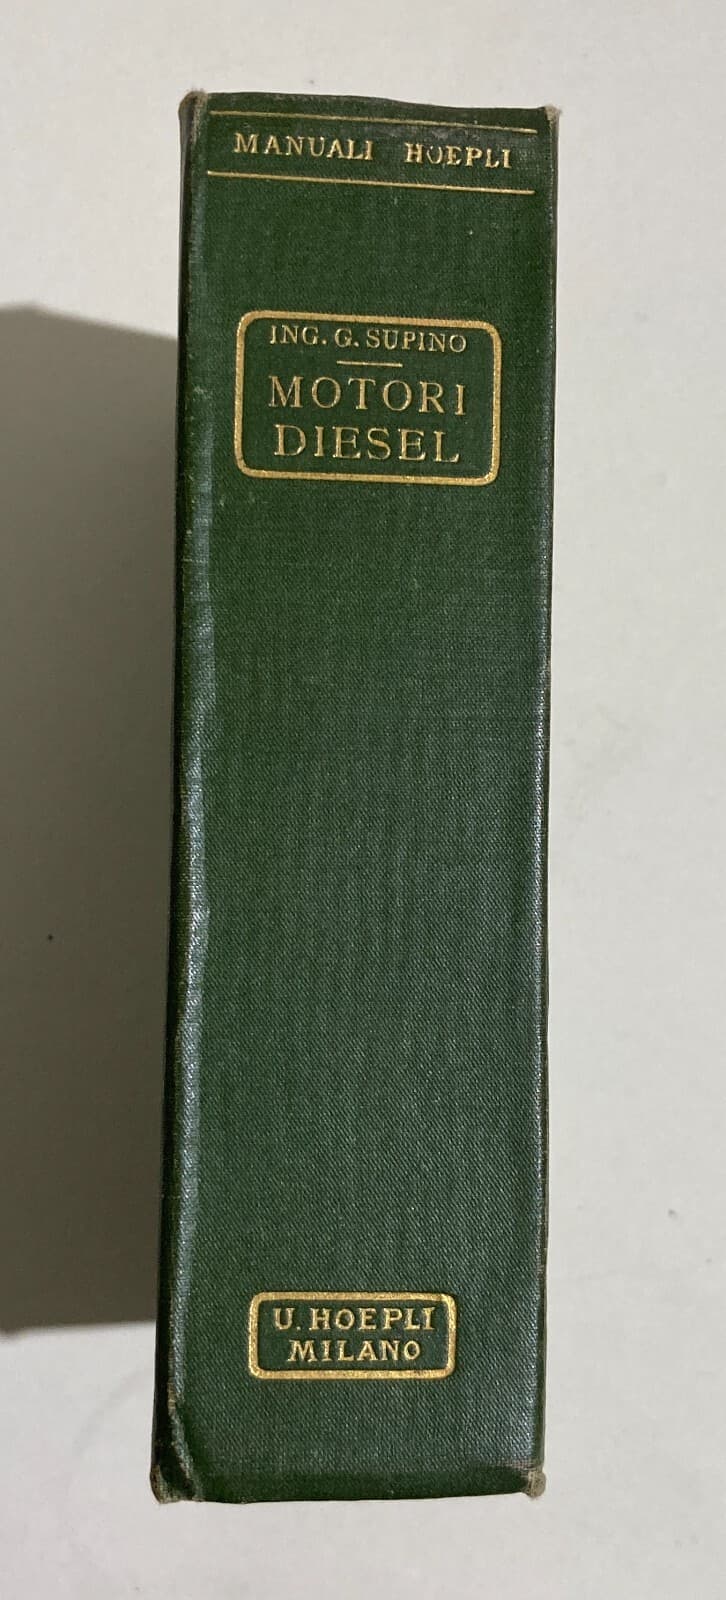 MANUALI HOEPLI
ING. G. SUPINO
MOTORI
DIESEL
U. HOEPLI
MILANO